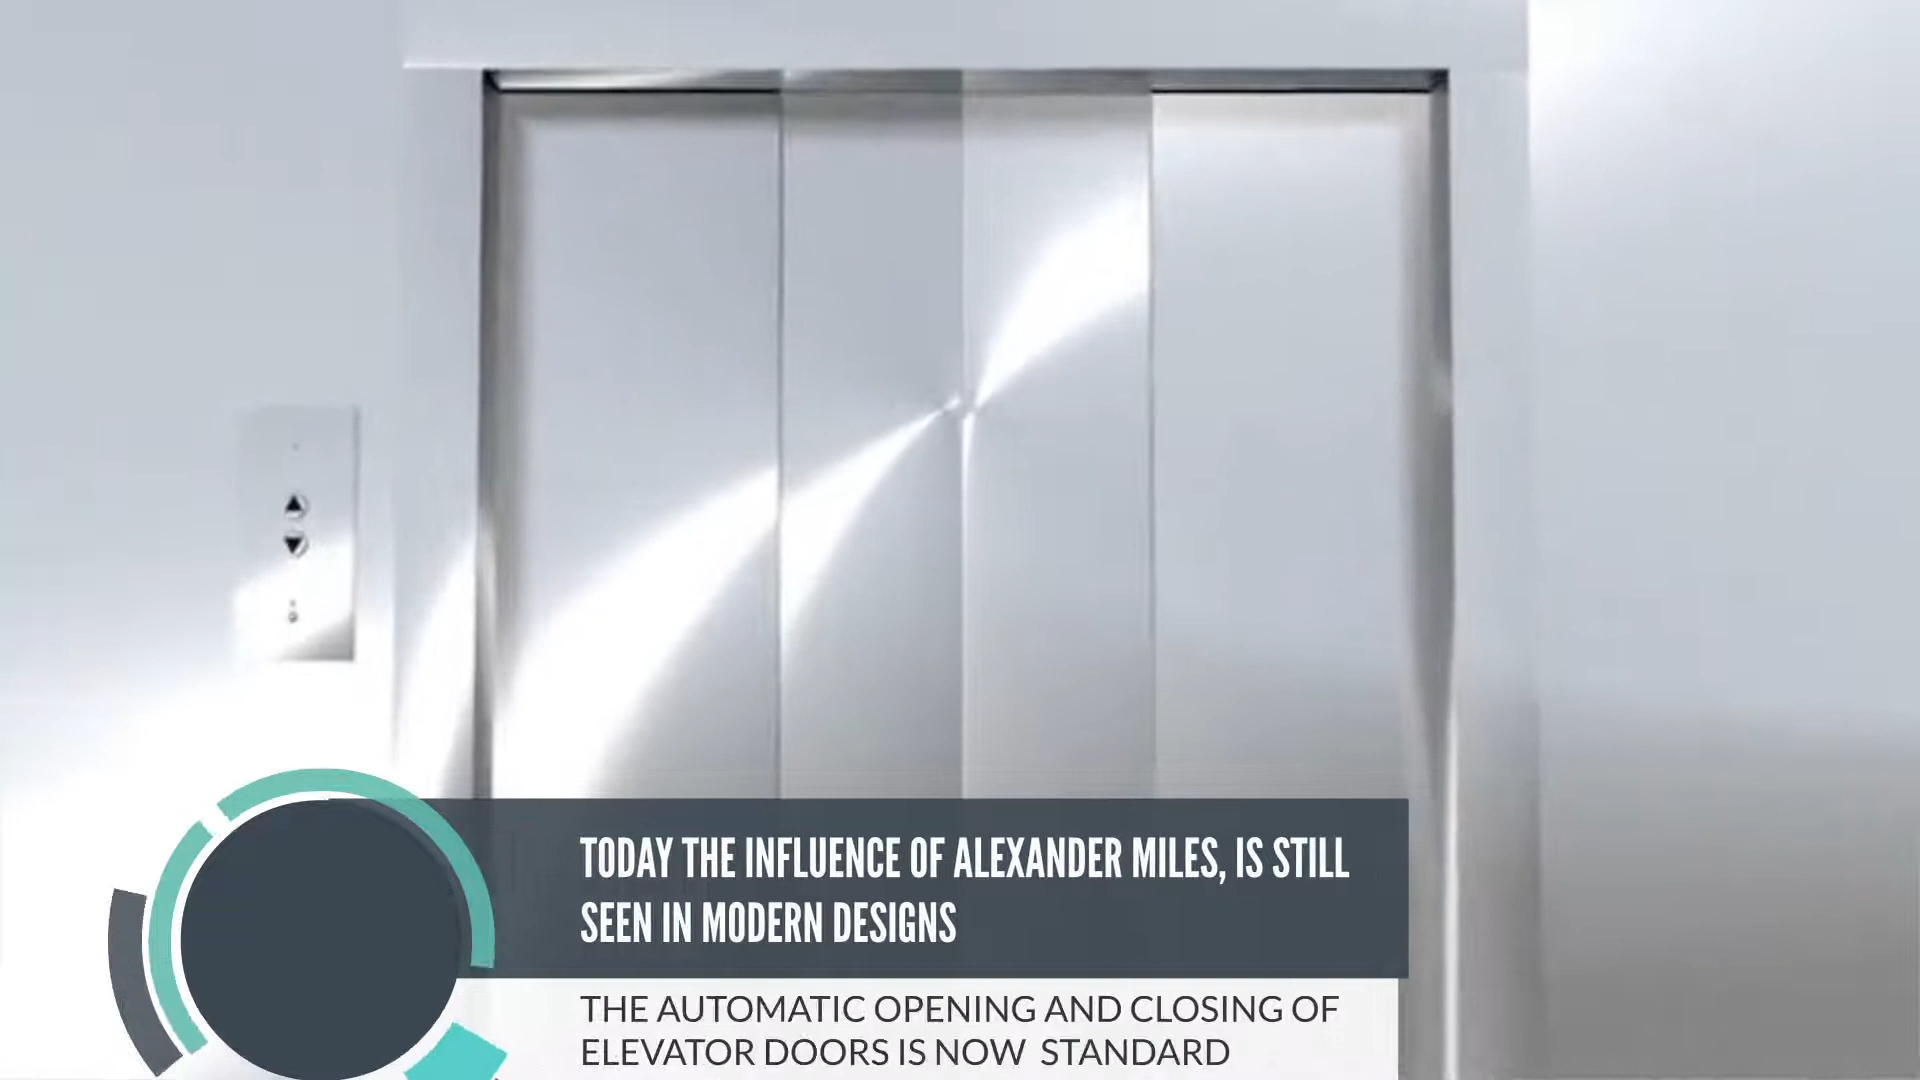 TODAY THE INFLUENCE OF ALEXANDER MILES, IS STILL
SEEN IN MODERN DESIGNS
THE AUTOMATIC OPENING AND CLOSING OF
ELEVATOR DOORS IS NOW  STANDARD